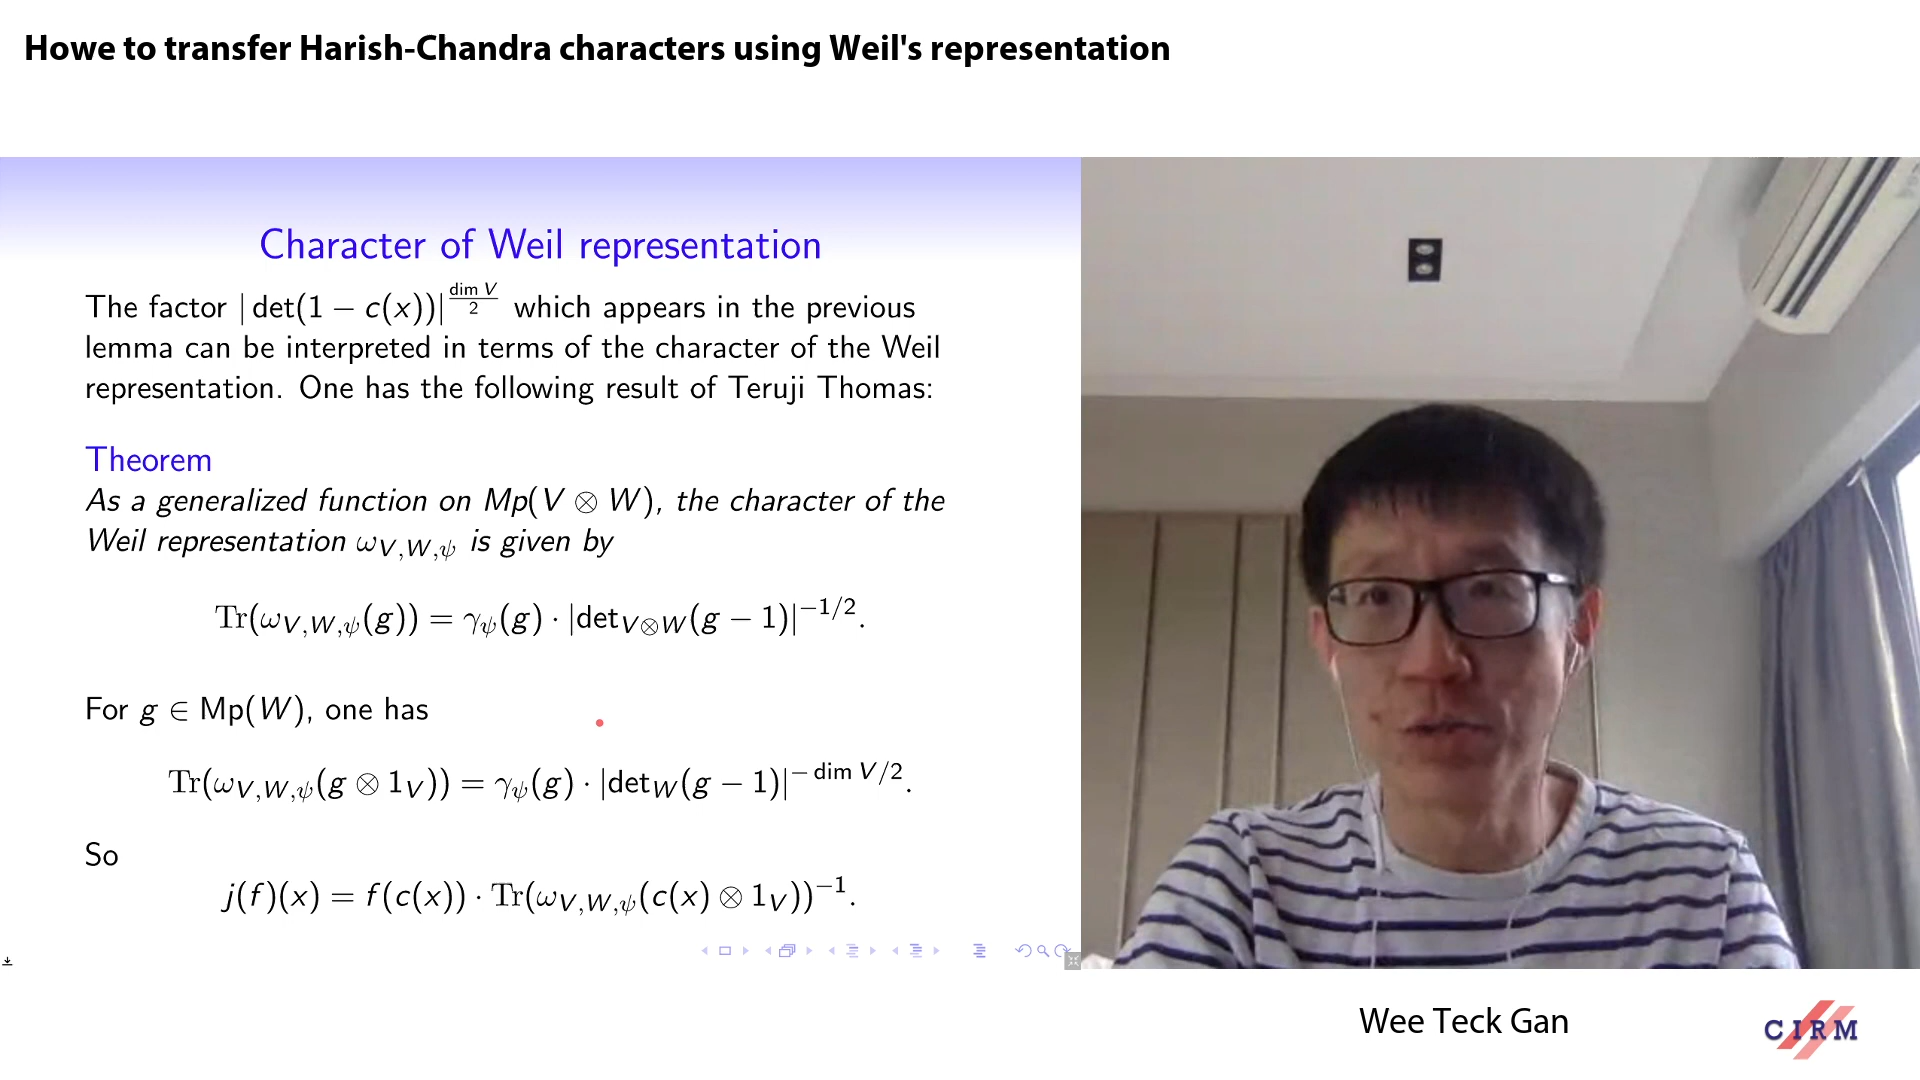 Howe to transfer Harish-Chandra characters using Weil's representation
Character of Weil representation
The factor | det(1 − c(x))|^{\frac{dim V}{2}} which appears in the previous
lemma can be interpreted in terms of the character of the Weil
representation. One has the following result of Teruji Thomas:
Theorem
As a generalized function on Mp(V ⊗ W), the character of the
Weil representation ω_{V,W,ψ} is given by
Tr(ω_{V,W,ψ}(g)) = γ_ψ(g) · |det_{V⊗W}(g − 1)|^{−1/2}.
For g ∈ Mp(W), one has
Tr(ω_{V,W,ψ}(g ⊗ 1_V)) = γ_ψ(g) · |det_W(g − 1)|^{− dim V/2}.
So
j(f)(x) = f(c(x)) · Tr(ω_{V,W,ψ}(c(x) ⊗ 1_V))^{−1}.
Wee Teck Gan
CIRM